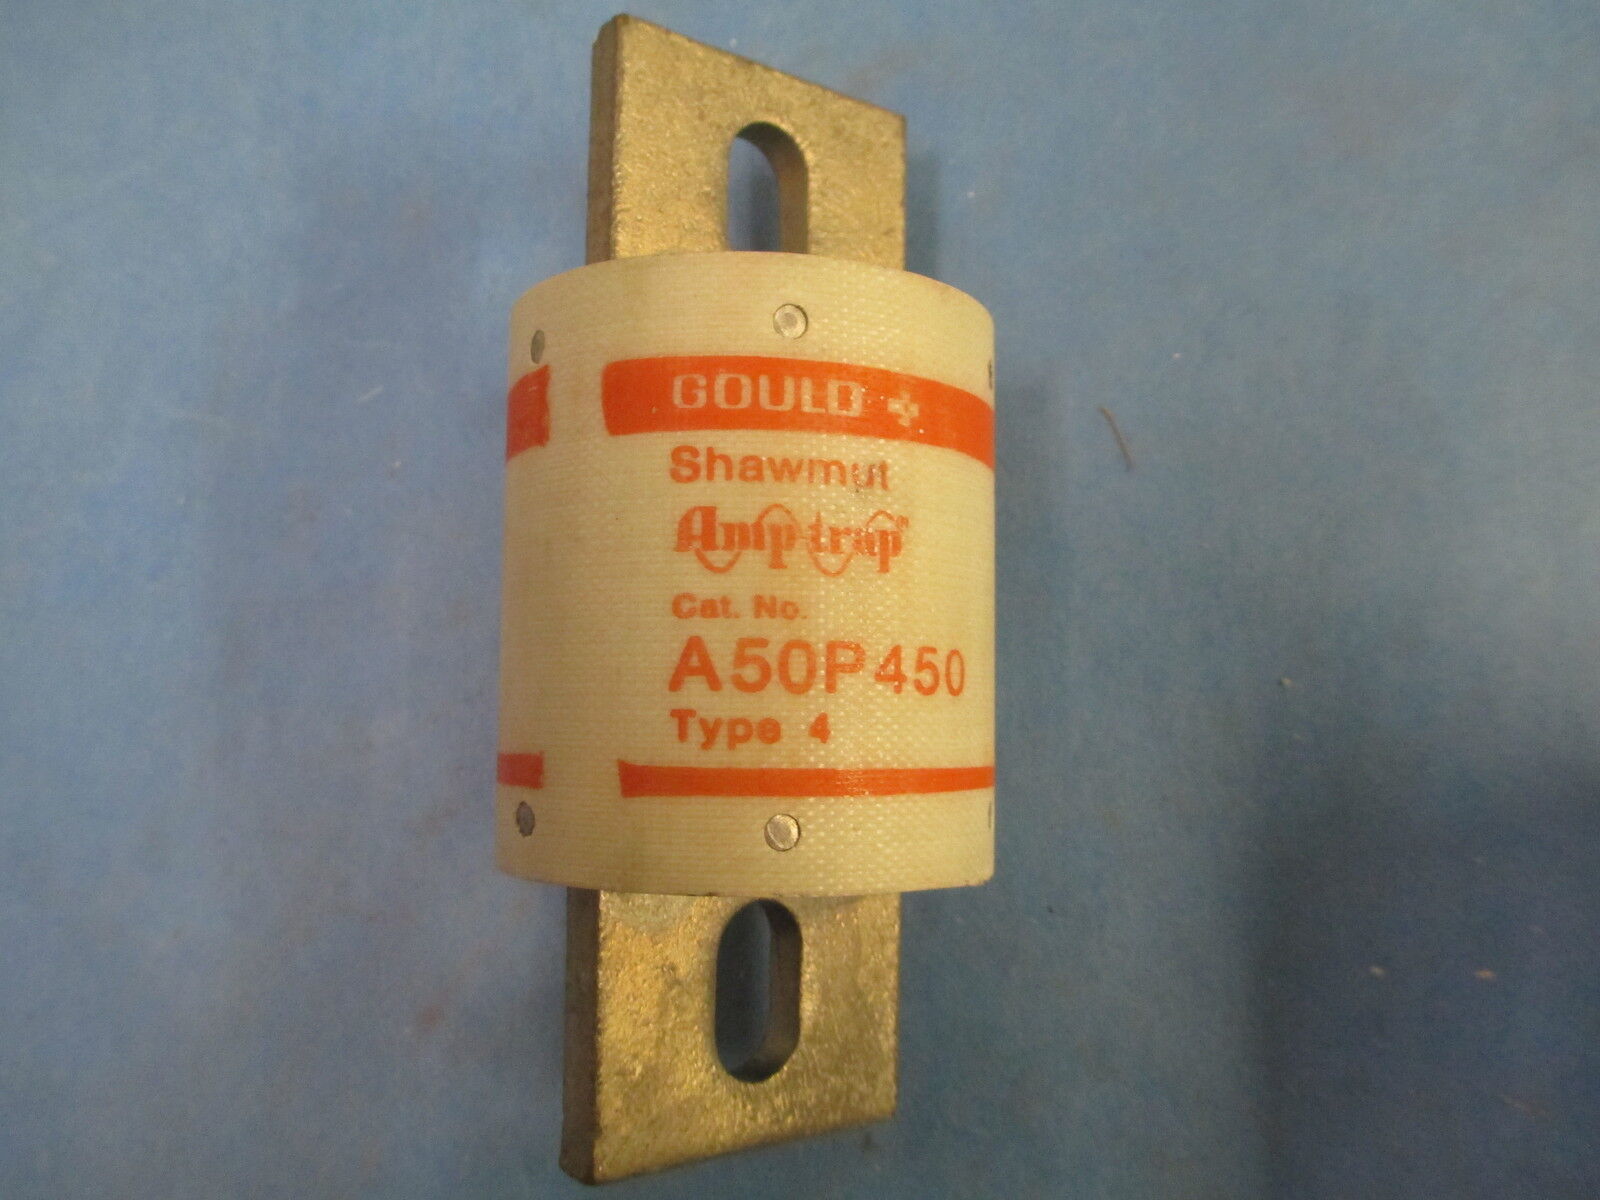 GOULD
Shawmut
Amp-trap
Cat. No.
A50P450
Type 4